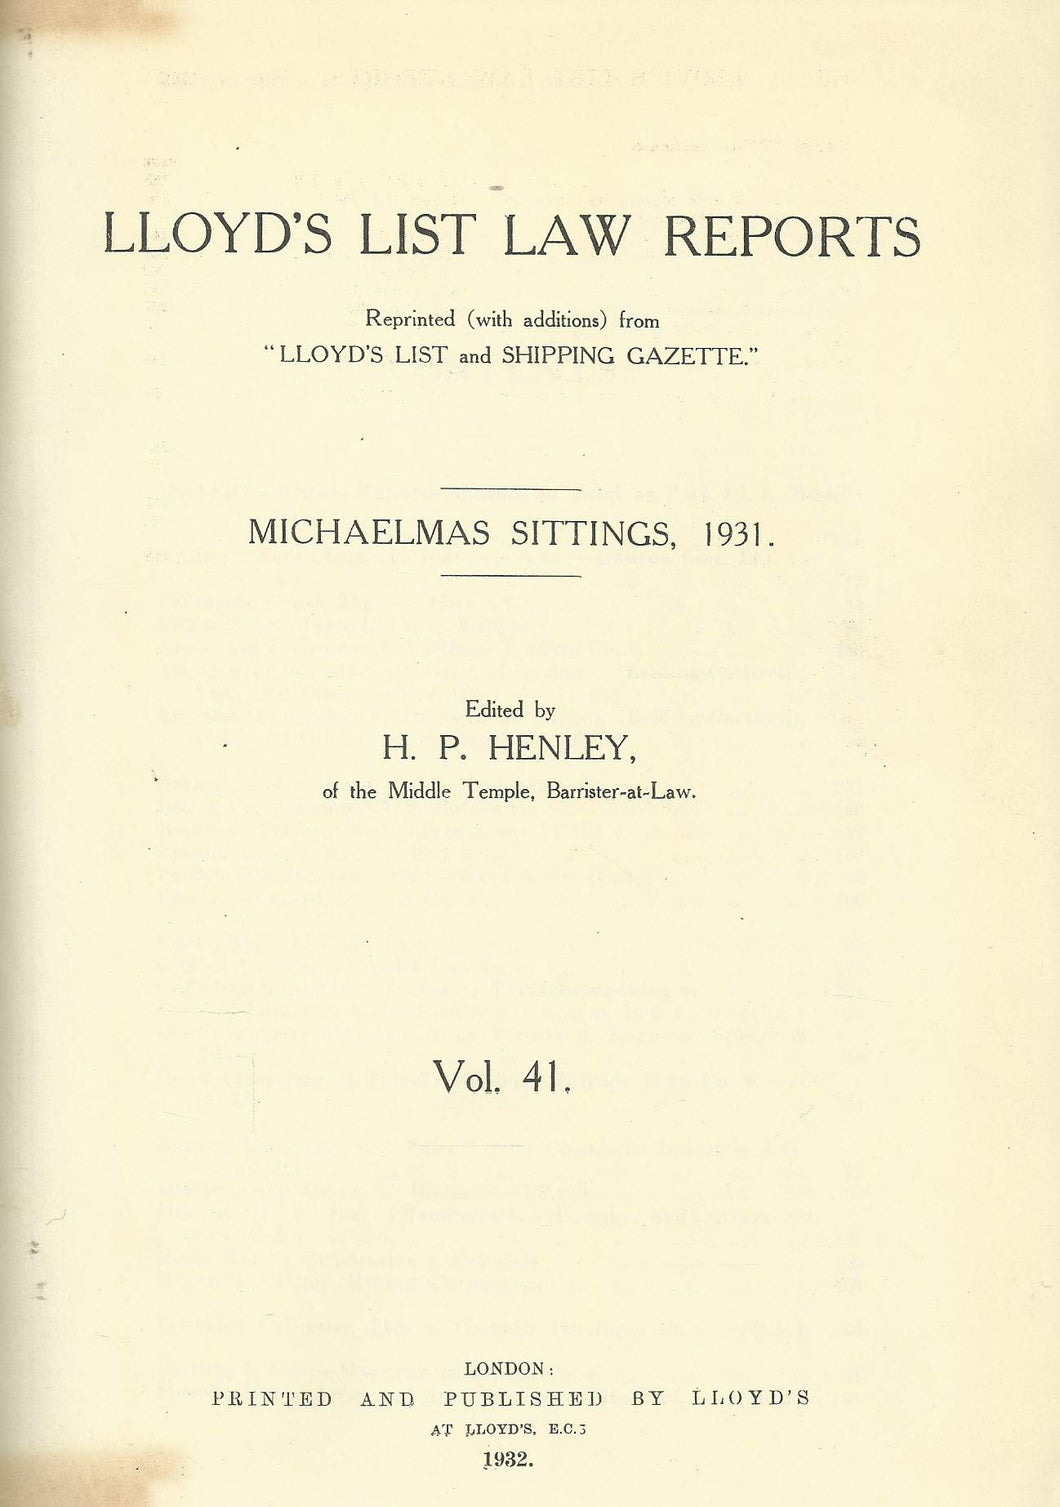 LLOYD'S LIST LAW REPORTS
Reprinted (with additions) from
"LLOYD'S LIST and SHIPPING GAZETTE."
MICHAELMAS SITTINGS, 1931.
Edited by
H. P. HENLEY,
of the Middle Temple, Barrister-at-Law.
Vol. 41.
LONDON:
PRINTED AND PUBLISHED BY LLOYD'S
AT LLOYD'S, E.C.3
1932.